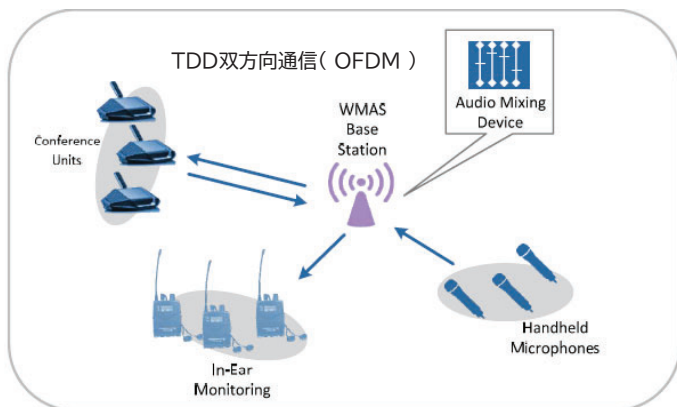 TDD双方向通信( OFDM )
Audio Mixing
Device
WMAS
Base
Station
Conference
Units
Handheld
Microphones
In-Ear
Monitoring